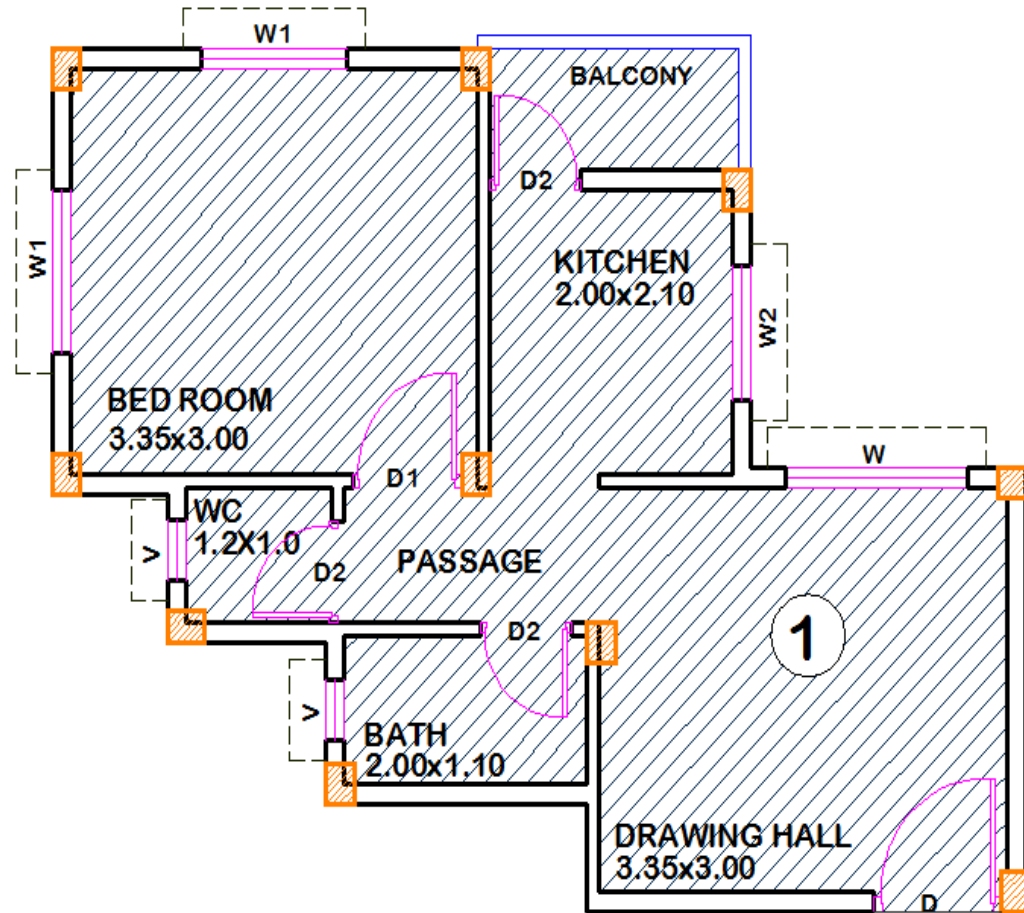 W1
BALCONY
D2
W1
KITCHEN
2.00x2.10
W2
BED ROOM
3.35x3.00
D1
W
WC
1.2X1.0
V
D2
PASSAGE
D2
1
V
BATH
2.00x1.10
DRAWING HALL
3.35x3.00
D